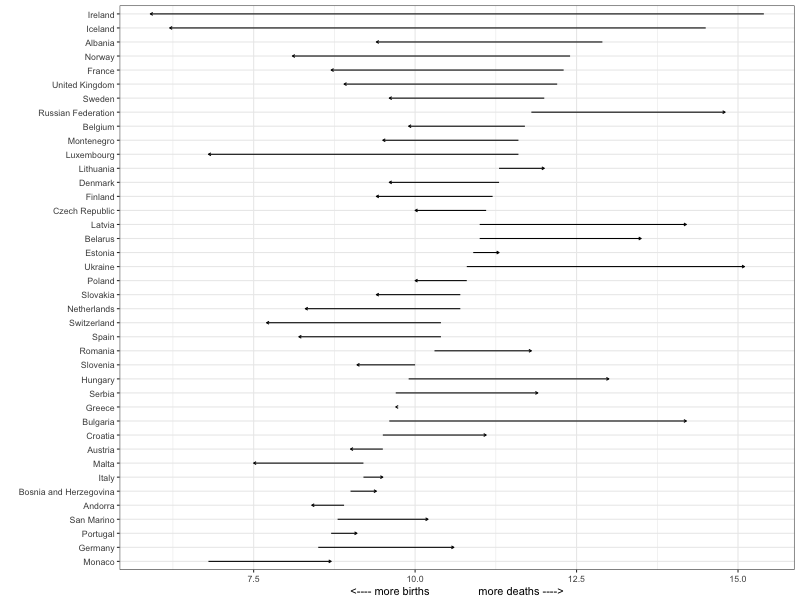 Ireland
Iceland
Albania
Norway
France
United Kingdom
Sweden
Russian Federation
Belgium
Montenegro
Luxembourg
Lithuania
Denmark
Finland
Czech Republic
Latvia
Belarus
Estonia
Ukraine
Poland
Slovakia
Netherlands
Switzerland
Spain
Romania
Slovenia
Hungary
Serbia
Greece
Bulgaria
Croatia
Austria
Malta
Italy
Bosnia and Herzegovina
Andorra
San Marino
Portugal
Germany
Monaco
7.5 10.0 12.5 15.0
<---- more births more deaths ---->